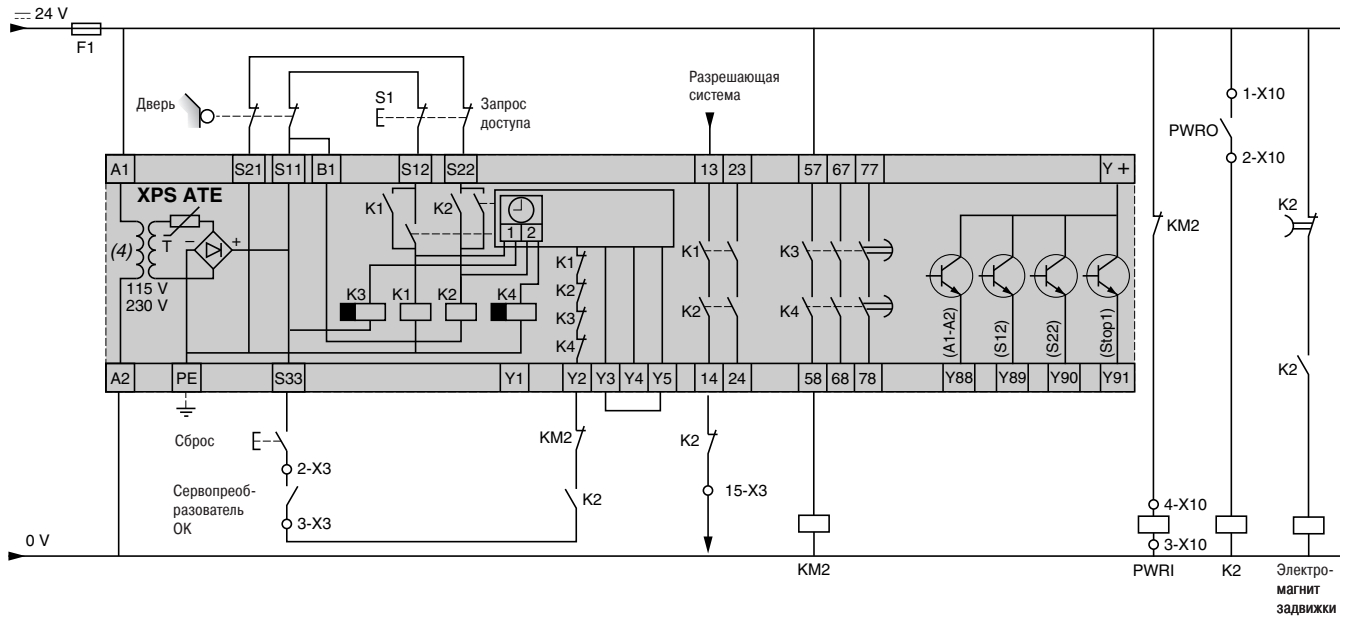 24 V
F1
Дверь
S1
Запрос
доступа
Разрешающая
система
1-X10
PWRO
2-X10
A1
S21
S11
B1
S12
S22
13
23
57
67
77
Y +
XPS ATE
(4)
T
–
+
115 V
230 V
K1
K2
1
2
K3
K1
K2
K4
K1
K2
K3
K4
K1
K2
K3
K4
(A1-A2)
(S12)
(S22)
(Stop1)
KM2
K2
K2
A2
PE
S33
Y1
Y2
Y3
Y4
Y5
14
24
58
68
78
Y88
Y89
Y90
Y91
Сброс
2-X3
Сервопреоб-
разователь
OK
3-X3
KM2
K2
K2
15-X3
4-X10
3-X10
0 V
KM2
PWRI
K2
Электро-
магнит
задвижки